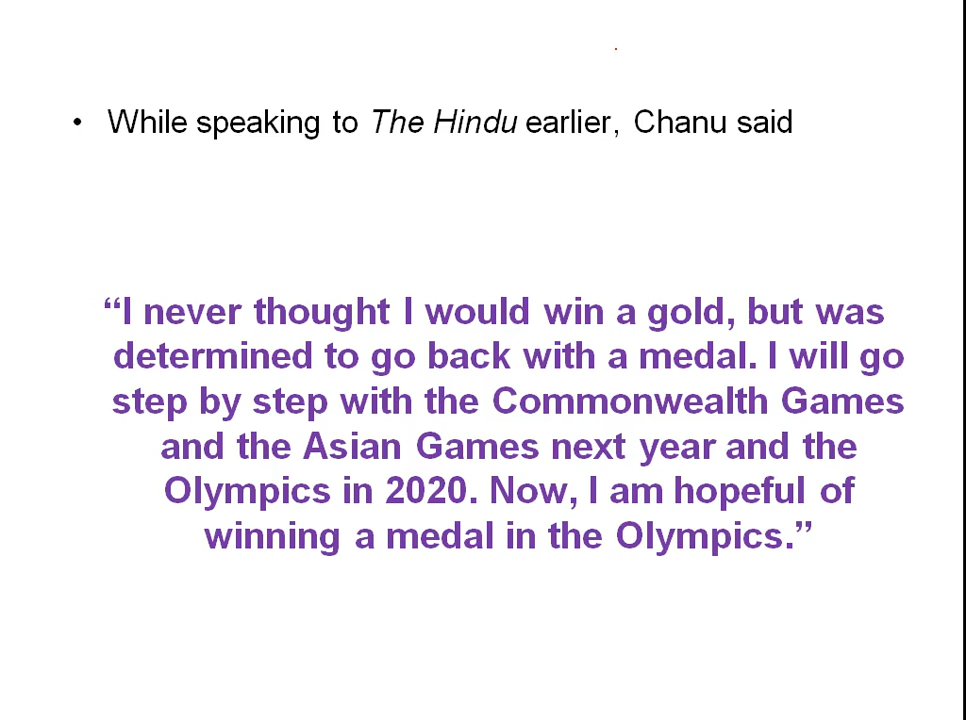 • While speaking to The Hindu earlier, Chanu said
“I never thought I would win a gold, but was
determined to go back with a medal. I will go
step by step with the Commonwealth Games
and the Asian Games next year and the
Olympics in 2020. Now, I am hopeful of
winning a medal in the Olympics.”